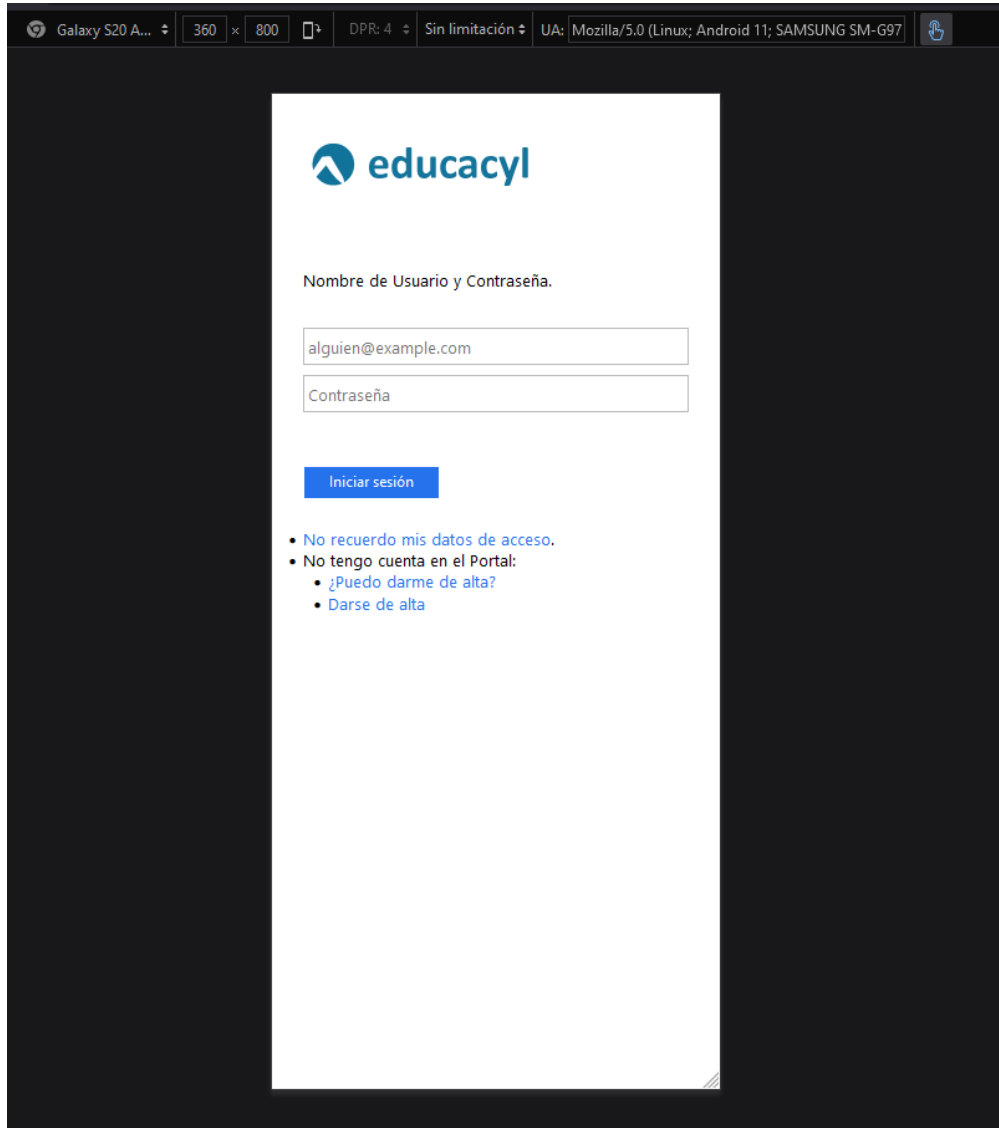 Galaxy S20 A... 360 × 800 DPR: 4 Sin limitación UA: Mozilla/5.0 (Linux; Android 11; SAMSUNG SM-G97
educacyl
Nombre de Usuario y Contraseña.
alguien@example.com
Contraseña
Iniciar sesión
• No recuerdo mis datos de acceso.
• No tengo cuenta en el Portal:
• ¿Puedo darme de alta?
• Darse de alta